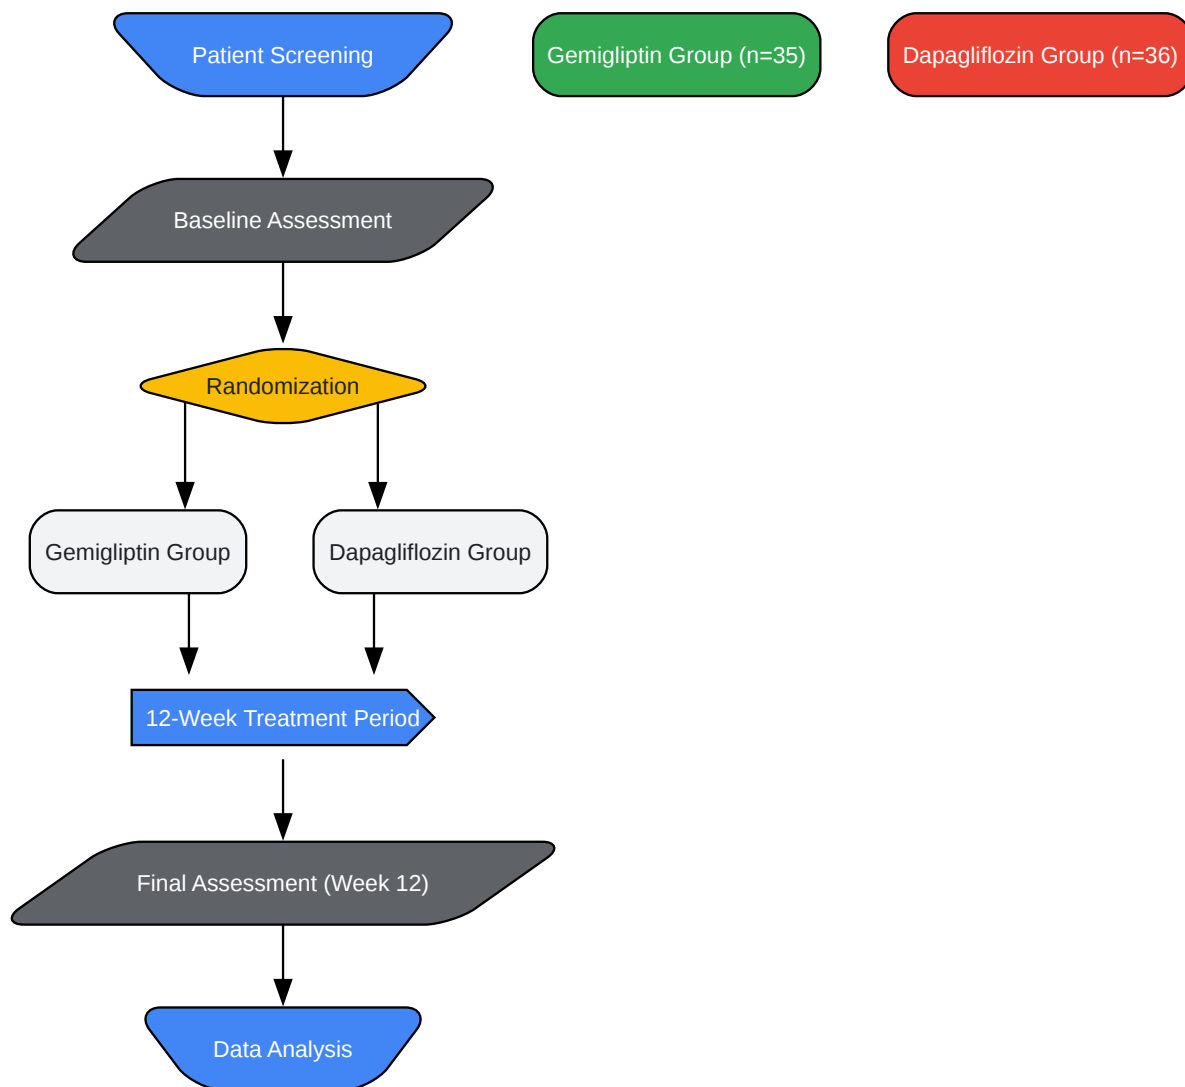 Patient Screening
Gemigliptin Group (n=35)
Dapagliflozin Group (n=36)
Baseline Assessment
Randomization
Gemigliptin Group
Dapagliflozin Group
12-Week Treatment Period
Final Assessment (Week 12)
Data Analysis